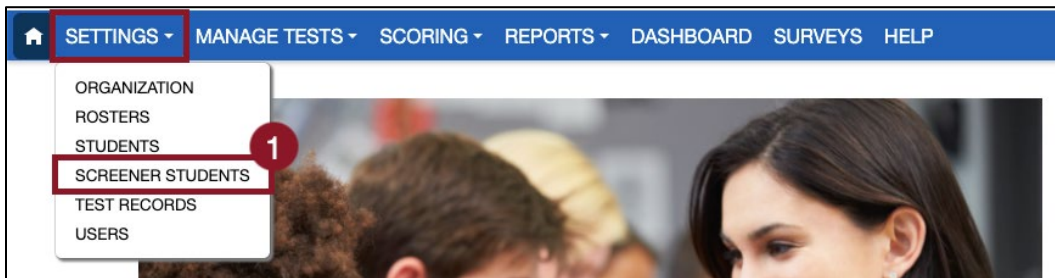 SETTINGS MANAGE TESTS SCORING REPORTS DASHBOARD SURVEYS HELP
ORGANIZATION
ROSTERS
STUDENTS
1
SCREENER STUDENTS
TEST RECORDS
USERS